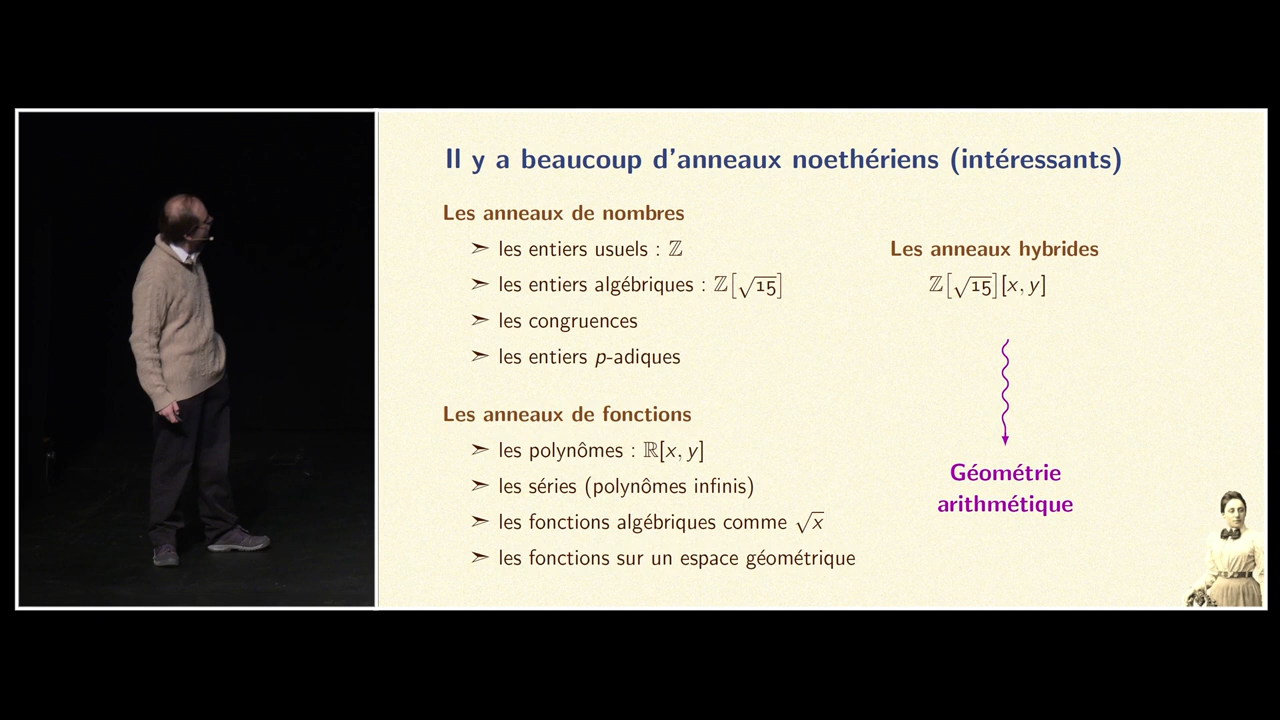 Il y a beaucoup d'anneaux noethériens (intéressants)
Les anneaux de nombres
➣ les entiers usuels : ℤ
➣ les entiers algébriques : ℤ[√15]
➣ les congruences
➣ les entiers p-adiques
Les anneaux de fonctions
➣ les polynômes : ℝ[x, y]
➣ les séries (polynômes infinis)
➣ les fonctions algébriques comme √x
➣ les fonctions sur un espace géométrique
Les anneaux hybrides
ℤ[√15][x, y]
Géométrie
arithmétique